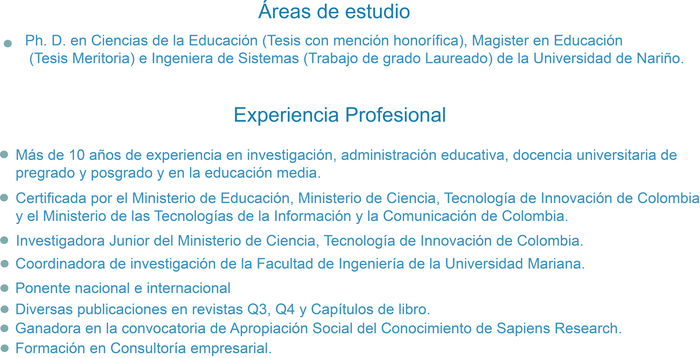 Áreas de estudio
Ph. D. en Ciencias de la Educación (Tesis con mención honorífica), Magister en Educación
(Tesis Meritoria) e Ingeniera de Sistemas (Trabajo de grado Laureado) de la Universidad de Nariño.
Experiencia Profesional
Más de 10 años de experiencia en investigación, administración educativa, docencia universitaria de
pregrado y posgrado y en la educación media.
Certificada por el Ministerio de Educación, Ministerio de Ciencia, Tecnología de Innovación de Colombia
y el Ministerio de las Tecnologías de la Información y la Comunicación de Colombia.
Investigadora Junior del Ministerio de Ciencia, Tecnología de Innovación de Colombia.
Coordinadora de investigación de la Facultad de Ingeniería de la Universidad Mariana.
Ponente nacional e internacional
Diversas publicaciones en revistas Q3, Q4 y Capítulos de libro.
Ganadora en la convocatoria de Apropiación Social del Conocimiento de Sapiens Research.
Formación en Consultoría empresarial.